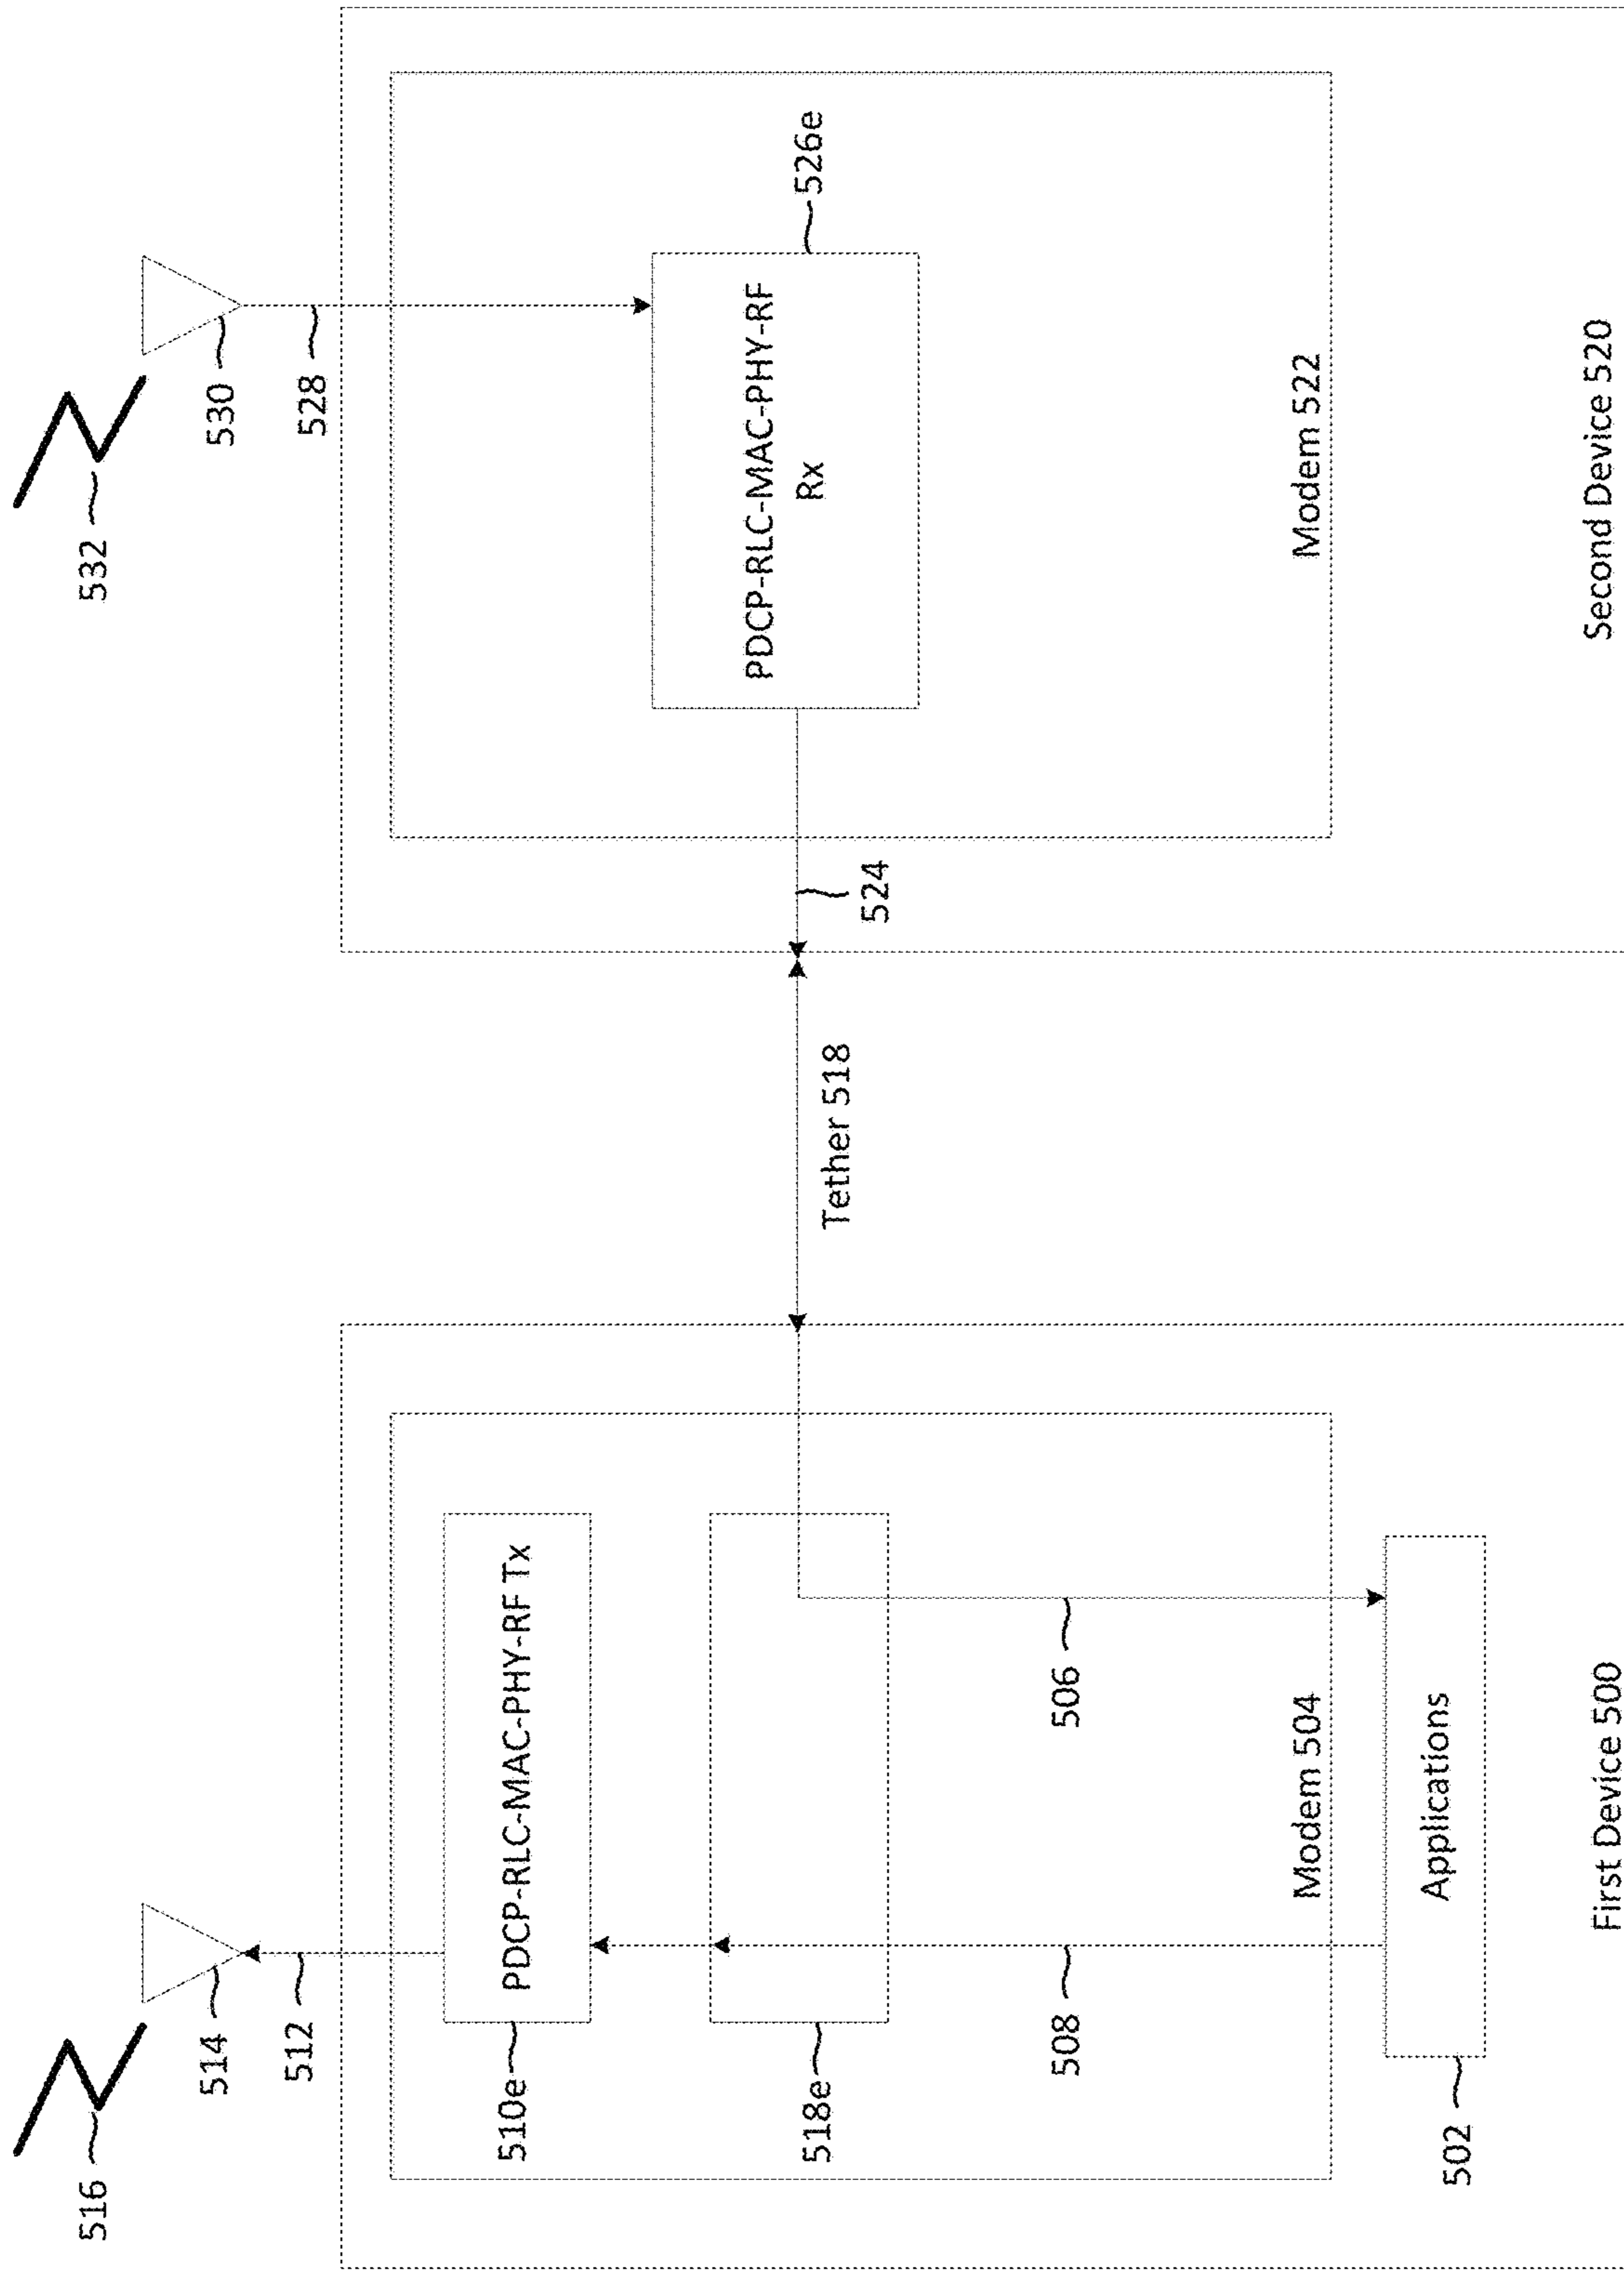 516
514
512
510e
PDCP-RLC-MAC-PHY-RF Tx
518e
508
506
Modem 504
502
Applications
First Device 500
Tether 518
532
530
528
PDCP-RLC-MAC-PHY-RF
Rx
526e
524
Modem 522
Second Device 520